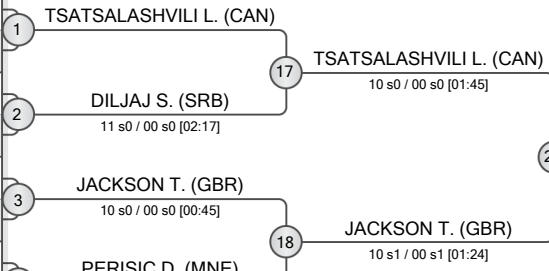 TSATSALASHVILI L. (CAN)
1
17
TSATSALASHVILI L. (CAN)
10 s0 / 00 s0 [01:45]
DILJAJ S. (SRB)
2
11 s0 / 00 s0 [02:17]
JACKSON T. (GBR)
3
10 s0 / 00 s0 [00:45]
18
JACKSON T. (GBR)
10 s1 / 00 s1 [01:24]
PERISIC D. (MNE)